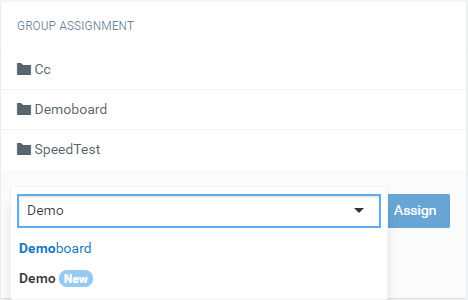 GROUP ASSIGNMENT
Cc
Demoboard
SpeedTest
Demo Assign
Demoboard
Demo New